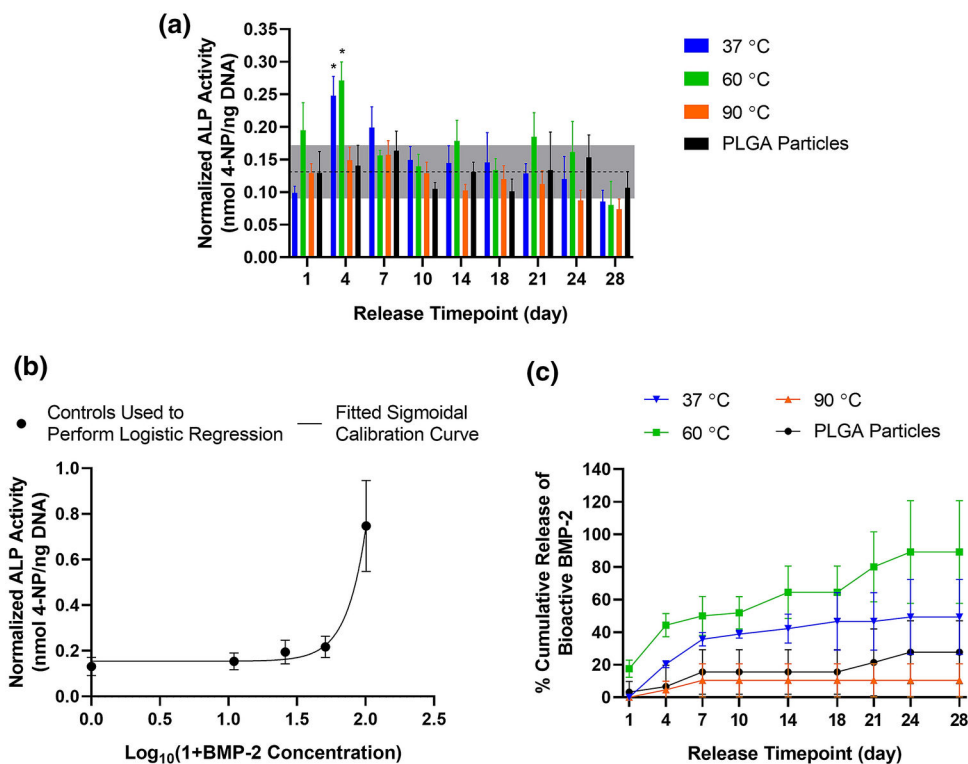 (a)
Normalized ALP Activity
(nmol 4-NP/ng DNA)
0.30
0.25
0.20
0.15
0.10
0.05
0.00
* *
1 4 7 10 14 18 21 24 28
Release Timepoint (day)
37 °C
60 °C
90 °C
PLGA Particles
(b)
Controls Used to
Perform Logistic Regression
Fitted Sigmoidal
Calibration Curve
Normalized ALP Activity
(nmol 4-NP/ng DNA)
1.0
0.8
0.6
0.4
0.2
0.0
0.0 0.5 1.0 1.5 2.0 2.5
Log10(1+BMP-2 Concentration)
(c)
37 °C
90 °C
60 °C
PLGA Particles
% Cumulative Release of
Bioactive BMP-2
140
120
100
80
60
40
20
0
1 4 7 10 14 18 21 24 28
Release Timepoint (day)